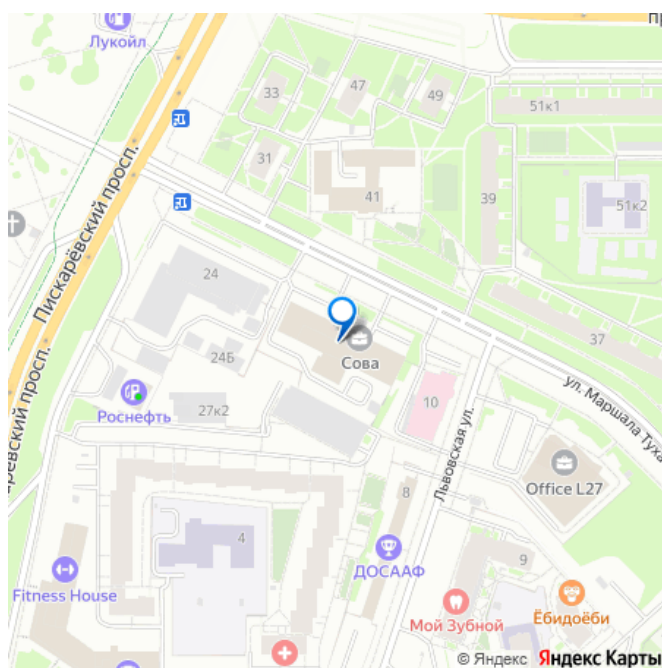 Лукойл
пр
33
47
49
51к1
31
41
39
51к2
Пискарёвский просп.
24
37
24Б
Сова
Роснефть
27к2
10
ул. Маршала Туха
Львовская ул.
аревский просп.
Office L27
8
4
ДОСААФ
9
Fitness House
Мой Зубной
Ёбидоёби
© Яндекс Яндекс Карты